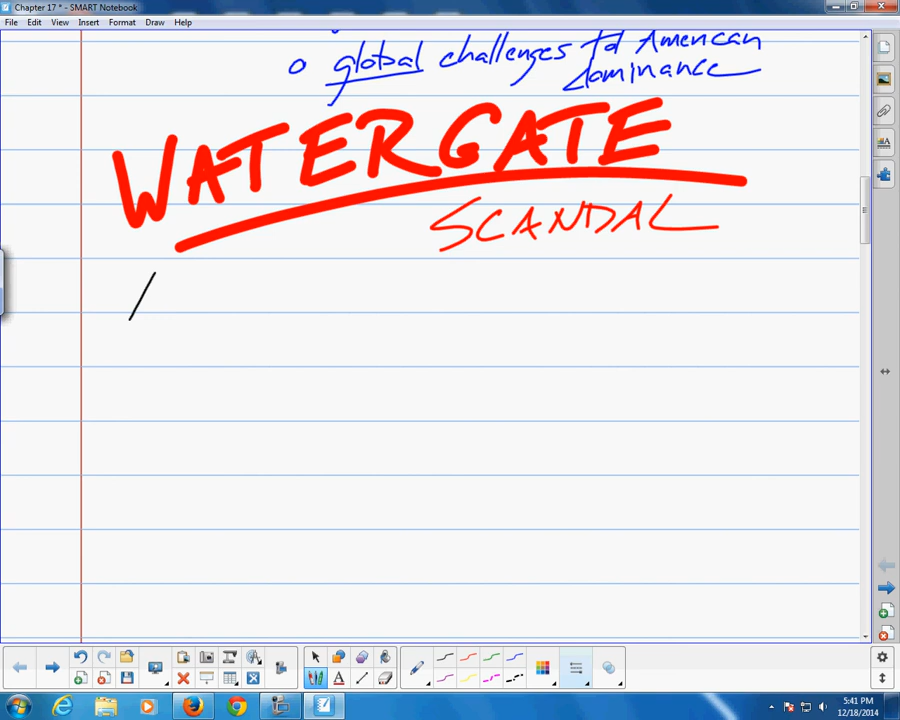 Chapter 17 * - SMART Notebook
File Edit View Insert Format Draw Help
o global challenges to American
dominance
WATERGATE
SCANDAL
5:41 PM
12/18/2014